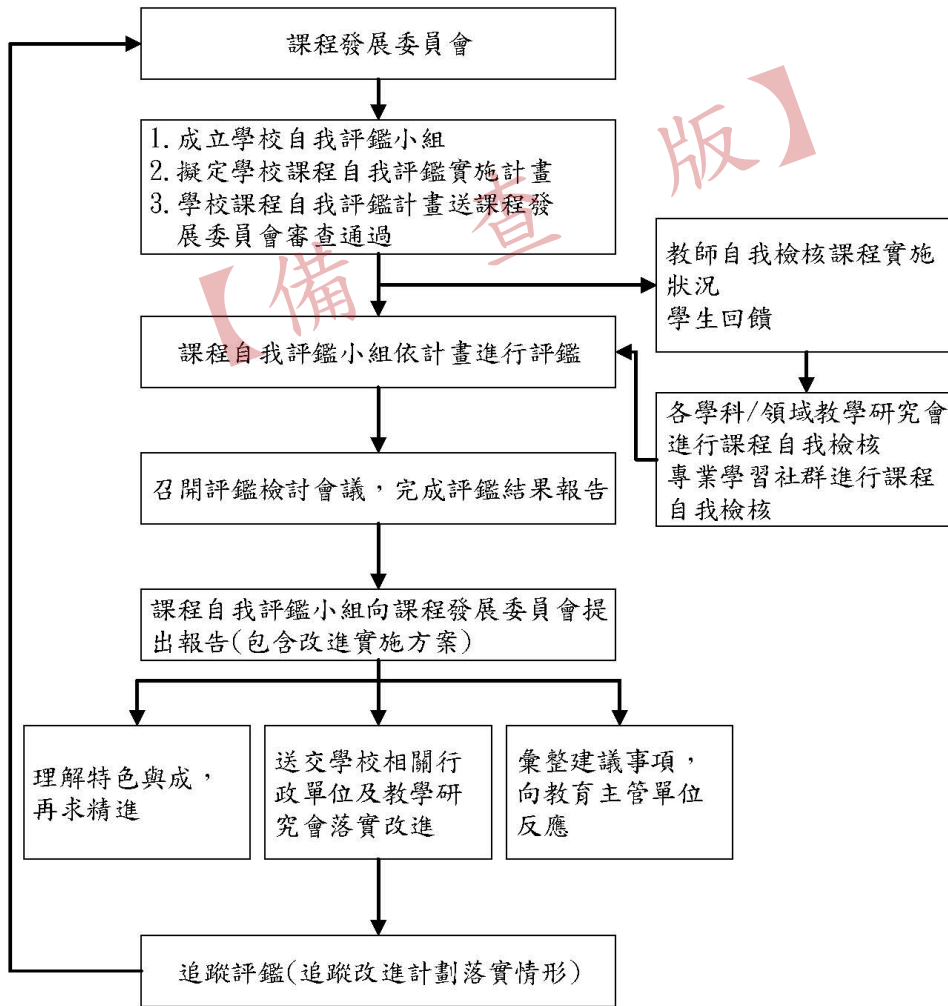 課程發展委員會
1.成立學校自我評鑑小組
2.擬定學校課程自我評鑑實施計畫
3.學校課程自我評鑑計畫送課程發
展委員會審查通過
教師自我檢核課程實施
狀況
學生回饋
課程自我評鑑小組依計畫進行評鑑
各學科/領域教學研究會
進行課程自我檢核
專業學習社群進行課程
自我檢核
召開評鑑檢討會議，完成評鑑結果報告
課程自我評鑑小組向課程發展委員會提
出報告(包含改進實施方案)
理解特色與成，
再求精進
送交學校相關行
政單位及教學研
究會落實改進
彙整建議事項，
向教育主管單位
反應
追蹤評鑑(追蹤改進計劃落實情形)
【備查版】